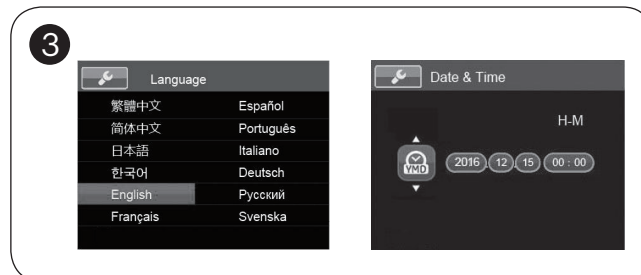 3
Language
繁體中文 Español
简体中文 Português
日本語 Italiano
한국어 Deutsch
English Русский
Français Svenska
Date & Time
H-M
YMD 2016 . 12 . 15 00 : 00